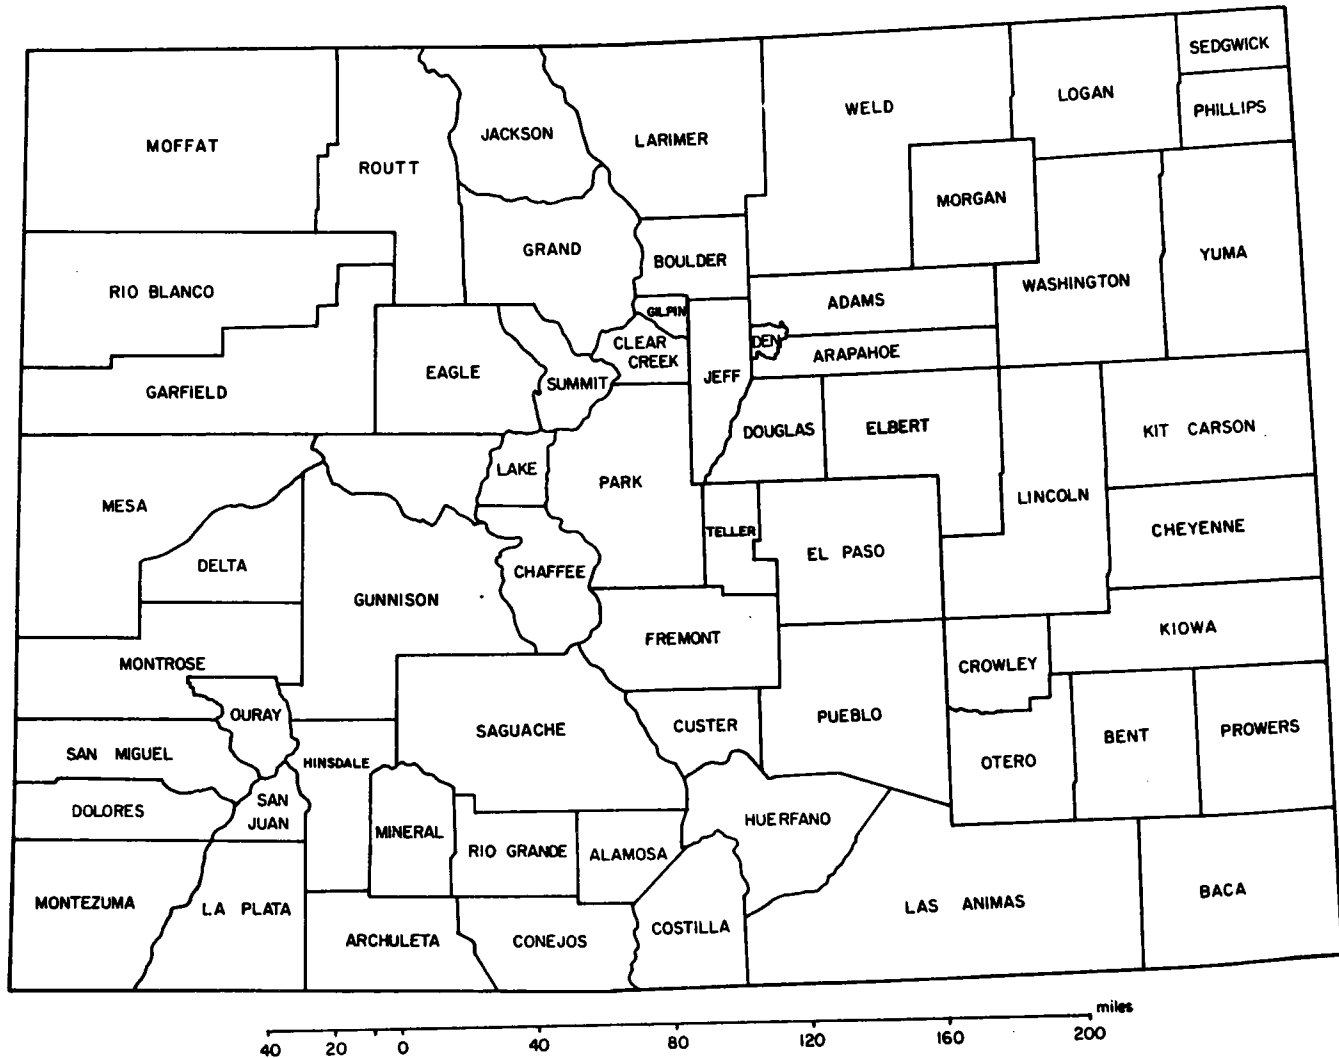 SEDGWICK
LOGAN
WELD
PHILLIPS
JACKSON
LARIMER
MOFFAT
ROUTT
MORGAN
GRAND
BOULDER
YUMA
WASHINGTON
RIO BLANCO
ADAMS
GILPIN
CLEAR
CREEK
DEN
ARAPAHOE
EAGLE
SUMMIT
JEFF
GARFIELD
DOUGLAS
ELBERT
KIT CARSON
LAKE
PARK
LINCOLN
MESA
TELLER
CHEYENNE
EL PASO
DELTA
CHAFFEE
GUNNISON
KIOWA
FREMONT
MONTROSE
CROWLEY
OURAY
PUEBLO
CUSTER
SAGUACHE
BENT
PROWERS
SAN MIGUEL
HINSDALE
OTERO
DOLORES
SAN
JUAN
HUERFANO
MINERAL
RIO GRANDE
ALAMOSA
BACA
MONTEZUMA
LA PLATA
LAS ANIMAS
COSTILLA
ARCHULETA
CONEJOS
miles
40 20 0 40 80 120 160 200